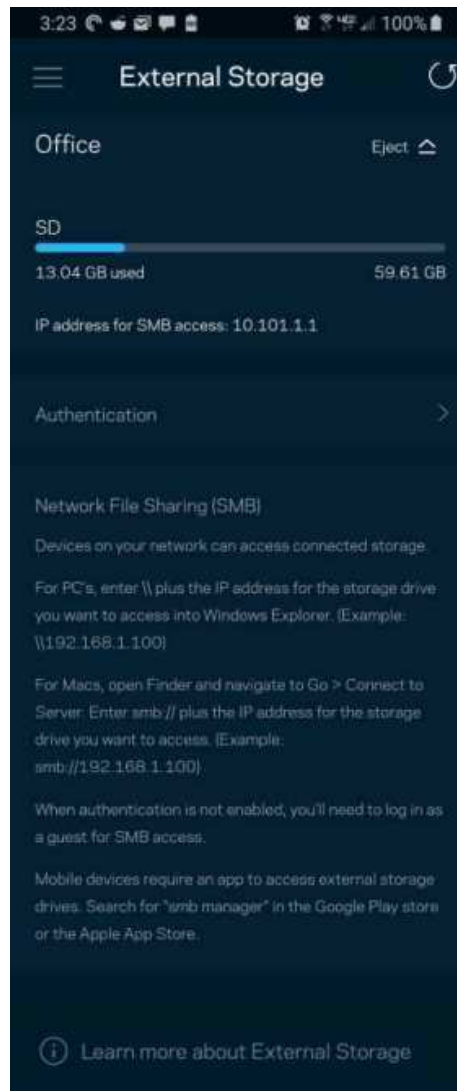 3:23 100%
External Storage
Office Eject
SD
13.04 GB used 59.61 GB
IP address for SMB access: 10.101.1.1
Authentication
Network File Sharing (SMB)
Devices on your network can access connected storage.
For PC's, enter \\ plus the IP address for the storage drive
you want to access into Windows Explorer. (Example:
\\192.168.1.100)
For Macs, open Finder and navigate to Go > Connect to
Server. Enter smb:// plus the IP address for the storage
drive you want to access. (Example:
smb://192.168.1.100)
When authentication is not enabled, you'll need to log in as
a guest for SMB access.
Mobile devices require an app to access external storage
drives. Search for "smb manager" in the Google Play store
or the Apple App Store.
Learn more about External Storage